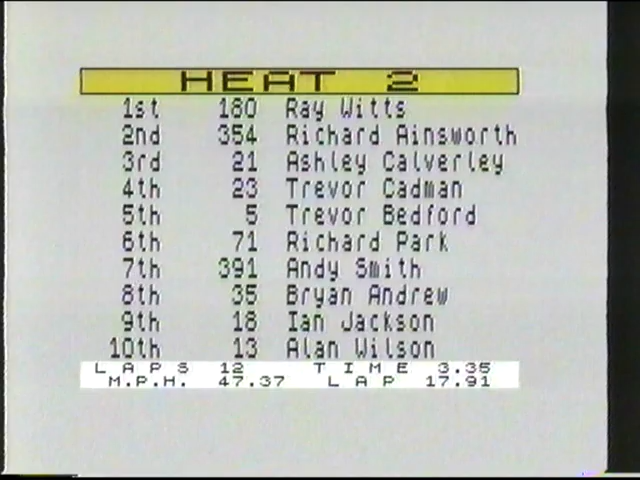 HEAT 2
1st 180 Ray Witts
2nd 354 Richard Ainsworth
3rd 21 Ashley Calverley
4th 23 Trevor Cadman
5th 5 Trevor Bedford
6th 71 Richard Park
7th 391 Andy Smith
8th 35 Bryan Andrew
9th 18 Ian Jackson
10th 13 Alan Wilson
LAPS 12 TIME 3.35
M.P.H. 47.37 LAP 17.91